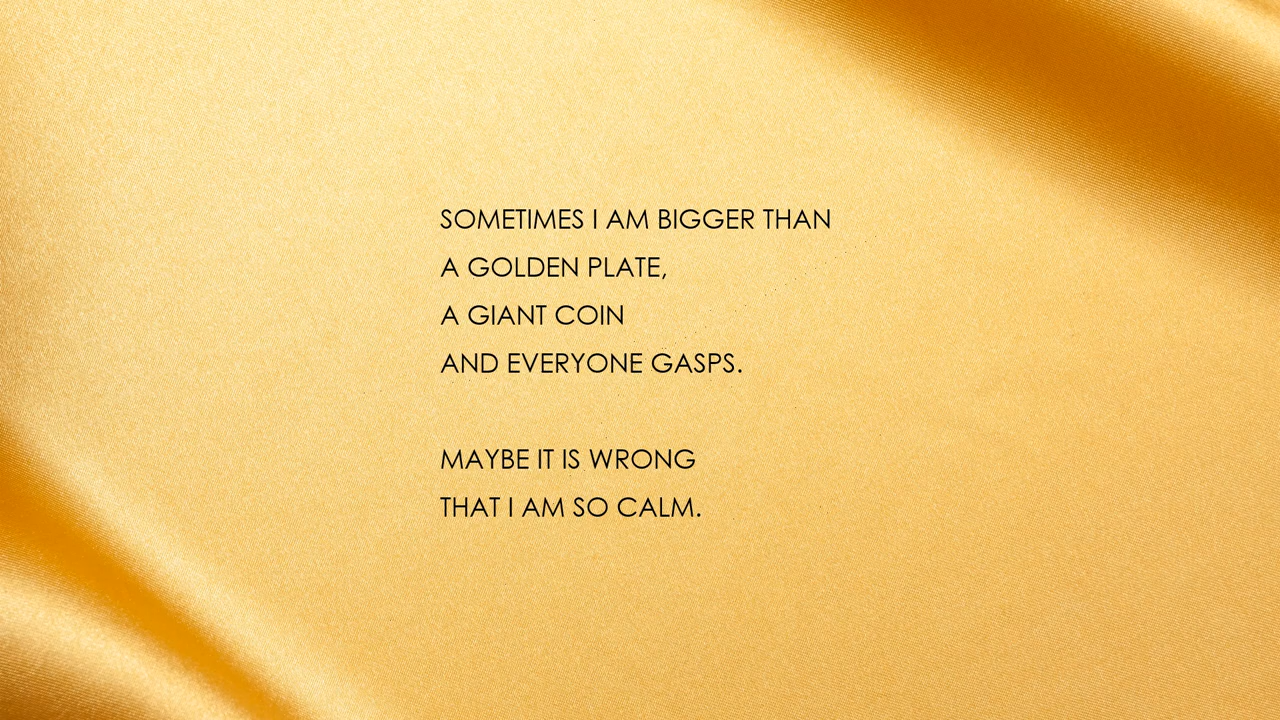 SOMETIMES I AM BIGGER THAN
A GOLDEN PLATE,
A GIANT COIN
AND EVERYONE GASPS.
MAYBE IT IS WRONG
THAT I AM SO CALM.